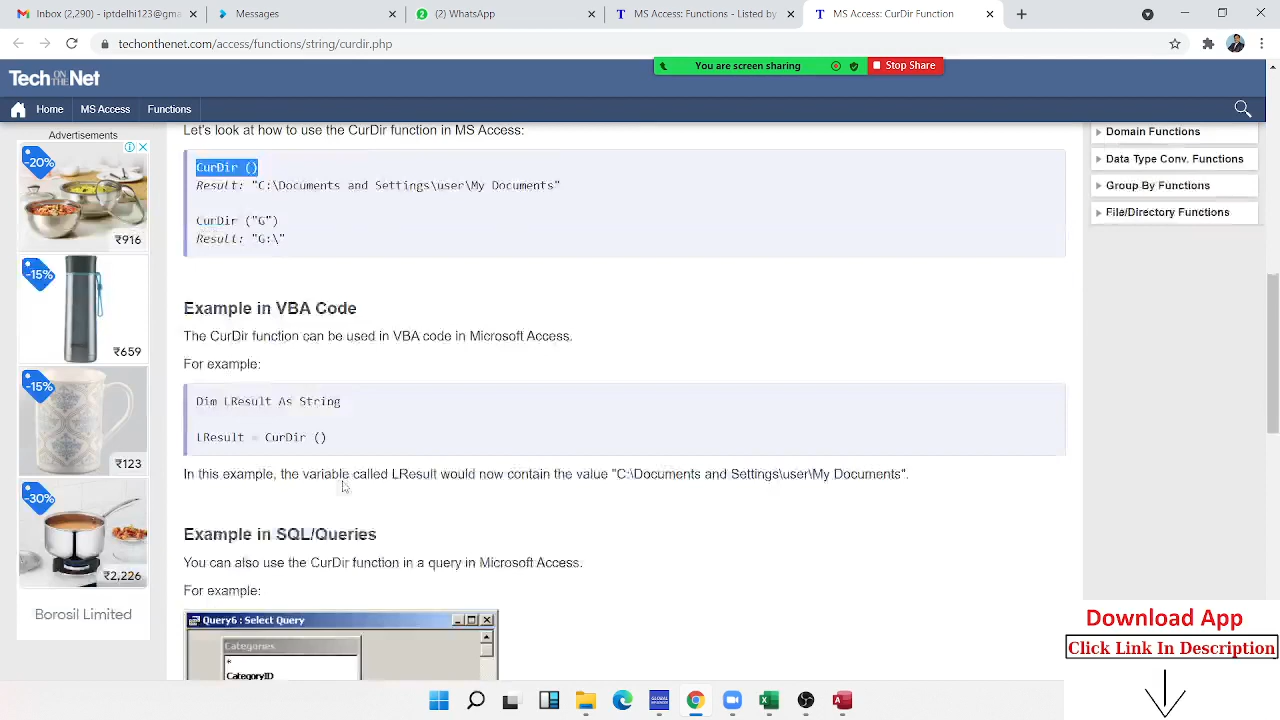 Inbox (2,290) - iptdelhi123@gm
Messages
(2) WhatsApp
MS Access: Functions - Listed by
MS Access: CurDir Function
techonthenet.com/access/functions/string/curdir.php
You are screen sharing
Stop Share
Tech ON THE Net
Home
MS Access
Functions
Advertisements
-20%
₹916
-15%
₹659
-15%
₹123
-30%
₹2,226
Borosil Limited
Let's look at how to use the CurDir function in MS Access:
CurDir ()
Result: "C:\Documents and Settings\user\My Documents"
CurDir ("G")
Result: "G:\"
Example in VBA Code
The CurDir function can be used in VBA code in Microsoft Access.
For example:
Dim LResult As String
LResult = CurDir ()
In this example, the variable called LResult would now contain the value "C:\Documents and Settings\user\My Documents".
Example in SQL/Queries
You can also use the CurDir function in a query in Microsoft Access.
For example:
Query6 : Select Query
Categories
*
CategoryID
Domain Functions
Data Type Conv. Functions
Group By Functions
File/Directory Functions
Download App
Click Link In Description